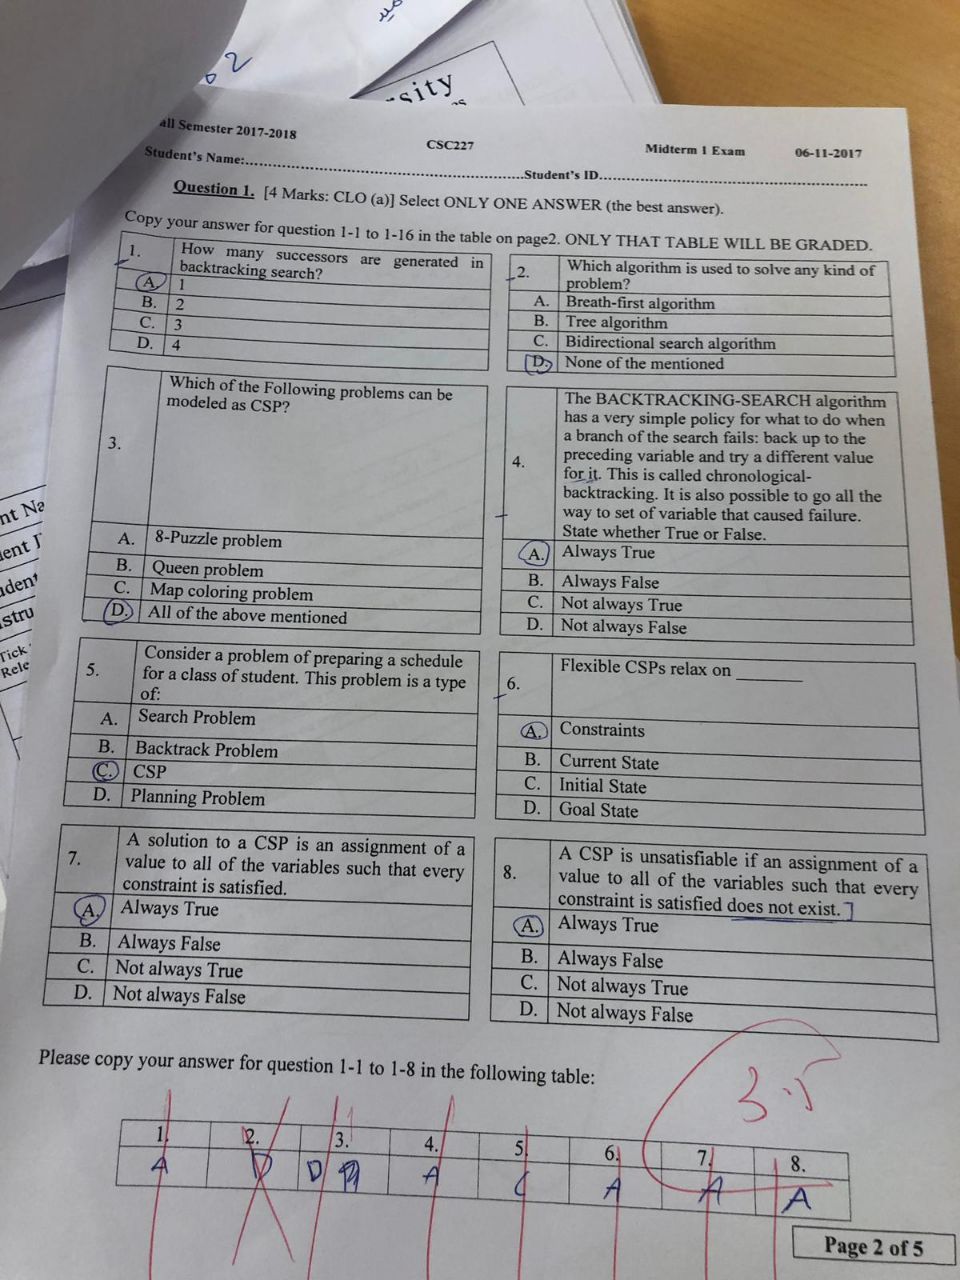 62
sity
all Semester 2017-2018
CSC227
Midterm 1 Exam
06-11-2017
Student's Name:.............................................................Student's ID..........................................................
Question 1. [4 Marks: CLO (a)] Select ONLY ONE ANSWER (the best answer).
Copy your answer for question 1-1 to 1-16 in the table on page2. ONLY THAT TABLE WILL BE GRADED.
1. How many successors are generated in
backtracking search?
A. 1
B. 2
C. 3
D. 4
2. Which algorithm is used to solve any kind of
problem?
A. Breath-first algorithm
B. Tree algorithm
C. Bidirectional search algorithm
D. None of the mentioned
3. Which of the Following problems can be
modeled as CSP?
A. 8-Puzzle problem
B. Queen problem
C. Map coloring problem
D. All of the above mentioned
4. The BACKTRACKING-SEARCH algorithm
has a very simple policy for what to do when
a branch of the search fails: back up to the
preceding variable and try a different value
for it. This is called chronological-
backtracking. It is also possible to go all the
way to set of variable that caused failure.
State whether True or False.
A. Always True
B. Always False
C. Not always True
D. Not always False
5. Consider a problem of preparing a schedule
for a class of student. This problem is a type
of:
A. Search Problem
B. Backtrack Problem
C. CSP
D. Planning Problem
6. Flexible CSPs relax on ________
A. Constraints
B. Current State
C. Initial State
D. Goal State
7. A solution to a CSP is an assignment of a
value to all of the variables such that every
constraint is satisfied.
A. Always True
B. Always False
C. Not always True
D. Not always False
8. A CSP is unsatisfiable if an assignment of a
value to all of the variables such that every
constraint is satisfied does not exist.
A. Always True
B. Always False
C. Not always True
D. Not always False
Please copy your answer for question 1-1 to 1-8 in the following table:
3.5
1. 2. 3. 4. 5. 6. 7. 8.
A D D A C A A A
Page 2 of 5
nt Na
ent I
udent
stru
Tick
Rele